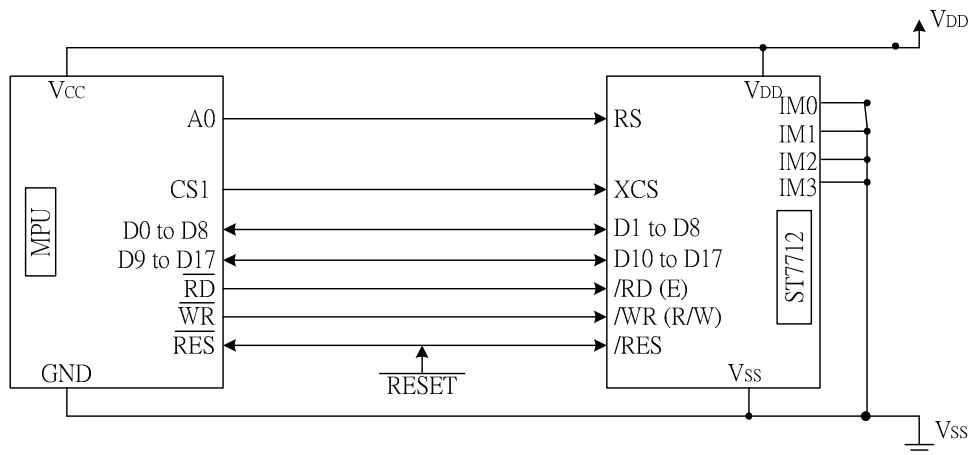 VDD
VCC
VDD
IM0
A0
RS
IM1
IM2
CS1
XCS
IM3
MPU
D0 to D8
D1 to D8
D9 to D17
D10 to D17
ST7712
RD
/RD (E)
WR
/WR (R/W)
RES
/RES
GND
RESET
VSS
VSS